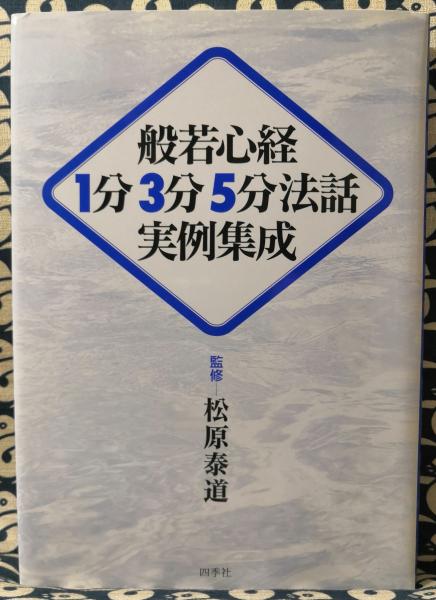 般若心経
1分3分5分法話
実例集成
監修─松原泰道
四季社